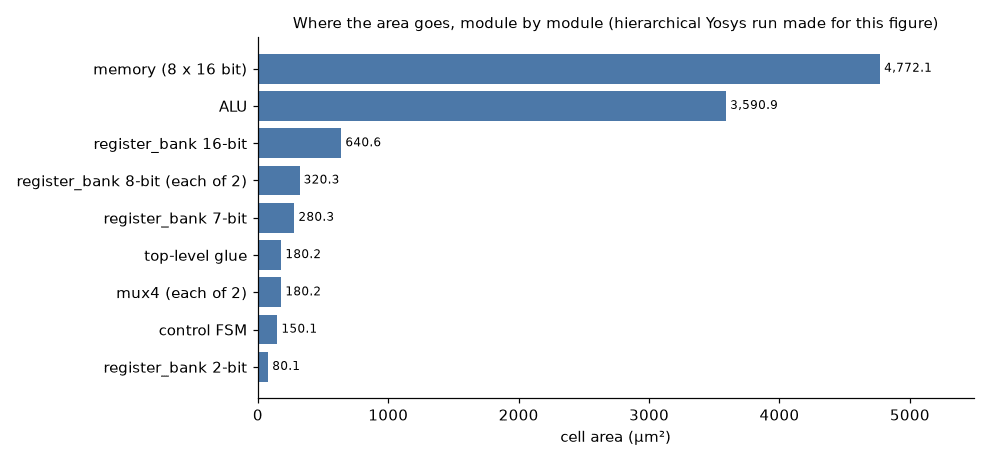 Where the area goes, module by module (hierarchical Yosys run made for this figure)
memory (8 x 16 bit) 4,772.1
ALU 3,590.9
register_bank 16-bit 640.6
register_bank 8-bit (each of 2) 320.3
register_bank 7-bit 280.3
top-level glue 180.2
mux4 (each of 2) 180.2
control FSM 150.1
register_bank 2-bit 80.1
0 1000 2000 3000 4000 5000
cell area (μm²)